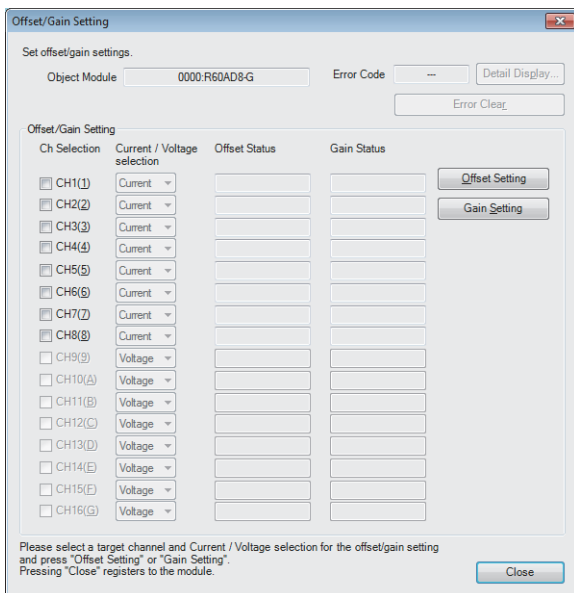 Offset/Gain Setting
Set offset/gain settings.
Object Module 0000:R60AD8-G Error Code --- Detail Display...
Error Clear
Offset/Gain Setting
Ch Selection Current / Voltage selection Offset Status Gain Status
CH1(1) Current Offset Setting
CH2(2) Current Gain Setting
CH3(3) Current
CH4(4) Current
CH5(5) Current
CH6(6) Current
CH7(7) Current
CH8(8) Current
CH9(9) Voltage
CH10(A) Voltage
CH11(B) Voltage
CH12(C) Voltage
CH13(D) Voltage
CH14(E) Voltage
CH15(F) Voltage
CH16(G) Voltage
Please select a target channel and Current / Voltage selection for the offset/gain setting
and press "Offset Setting" or "Gain Setting".
Pressing "Close" registers to the module.
Close